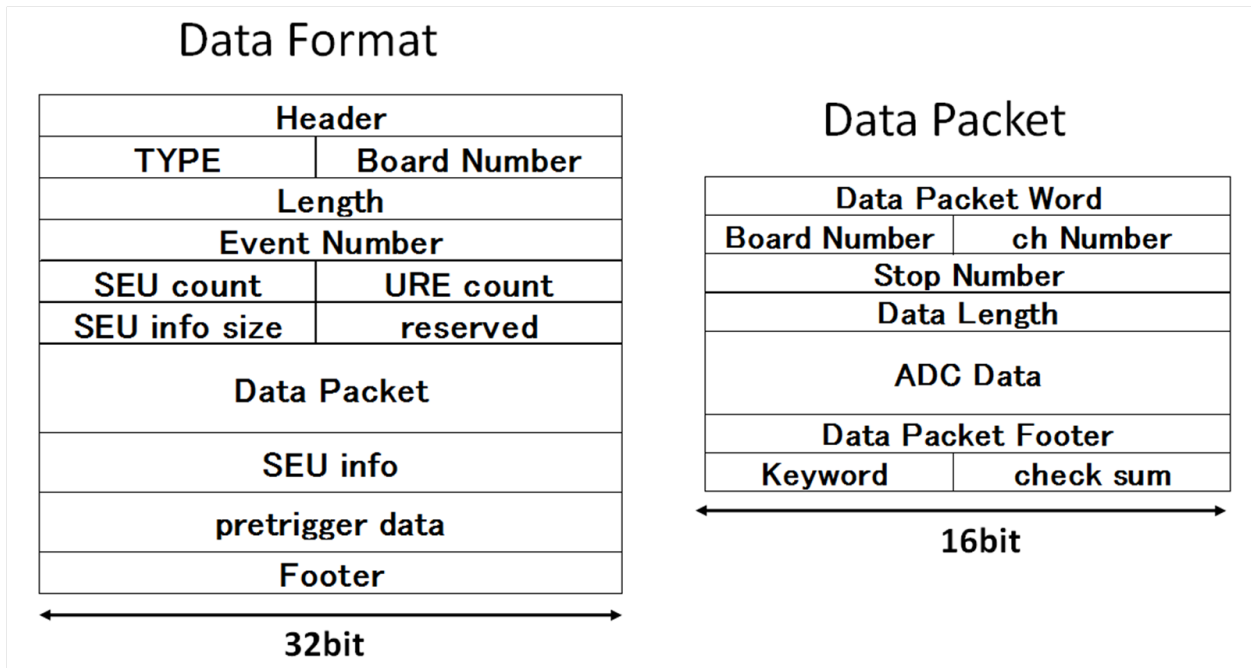 Data Format
Header
TYPE Board Number
Length
Event Number
SEU count URE count
SEU info size reserved
Data Packet
SEU info
pretrigger data
Footer
32bit
Data Packet
Data Packet Word
Board Number ch Number
Stop Number
Data Length
ADC Data
Data Packet Footer
Keyword check sum
16bit